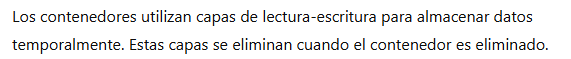 Los contenedores utilizan capas de lectura-escritura para almacenar datos
temporalmente. Estas capas se eliminan cuando el contenedor es eliminado.